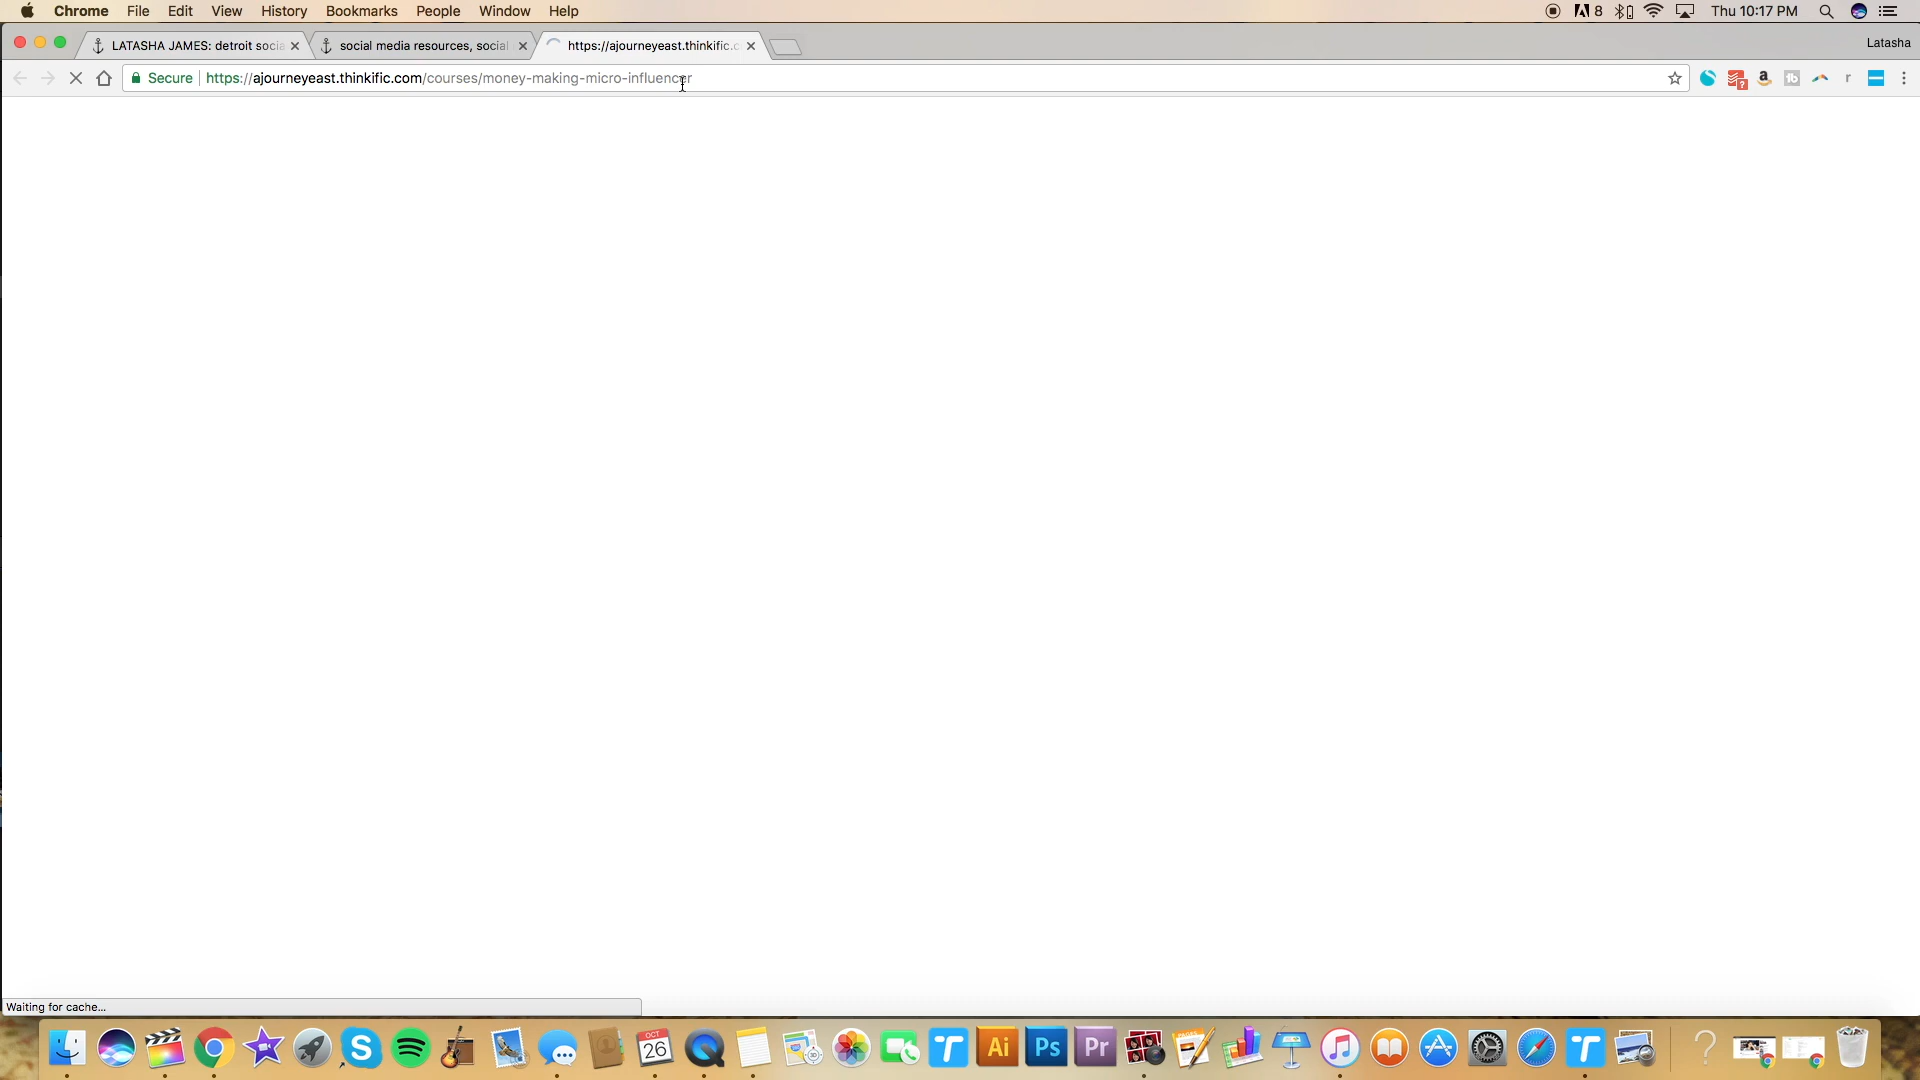 Chrome File Edit View History Bookmarks People Window Help 8 Thu 10:17 PM
LATASHA JAMES: detroit socia social media resources, social https://ajourneyeast.thinkific.c Latasha
Secure https://ajourneyeast.thinkific.com/courses/money-making-micro-influencer
Waiting for cache...
OCT
26
Ai Ps Pr